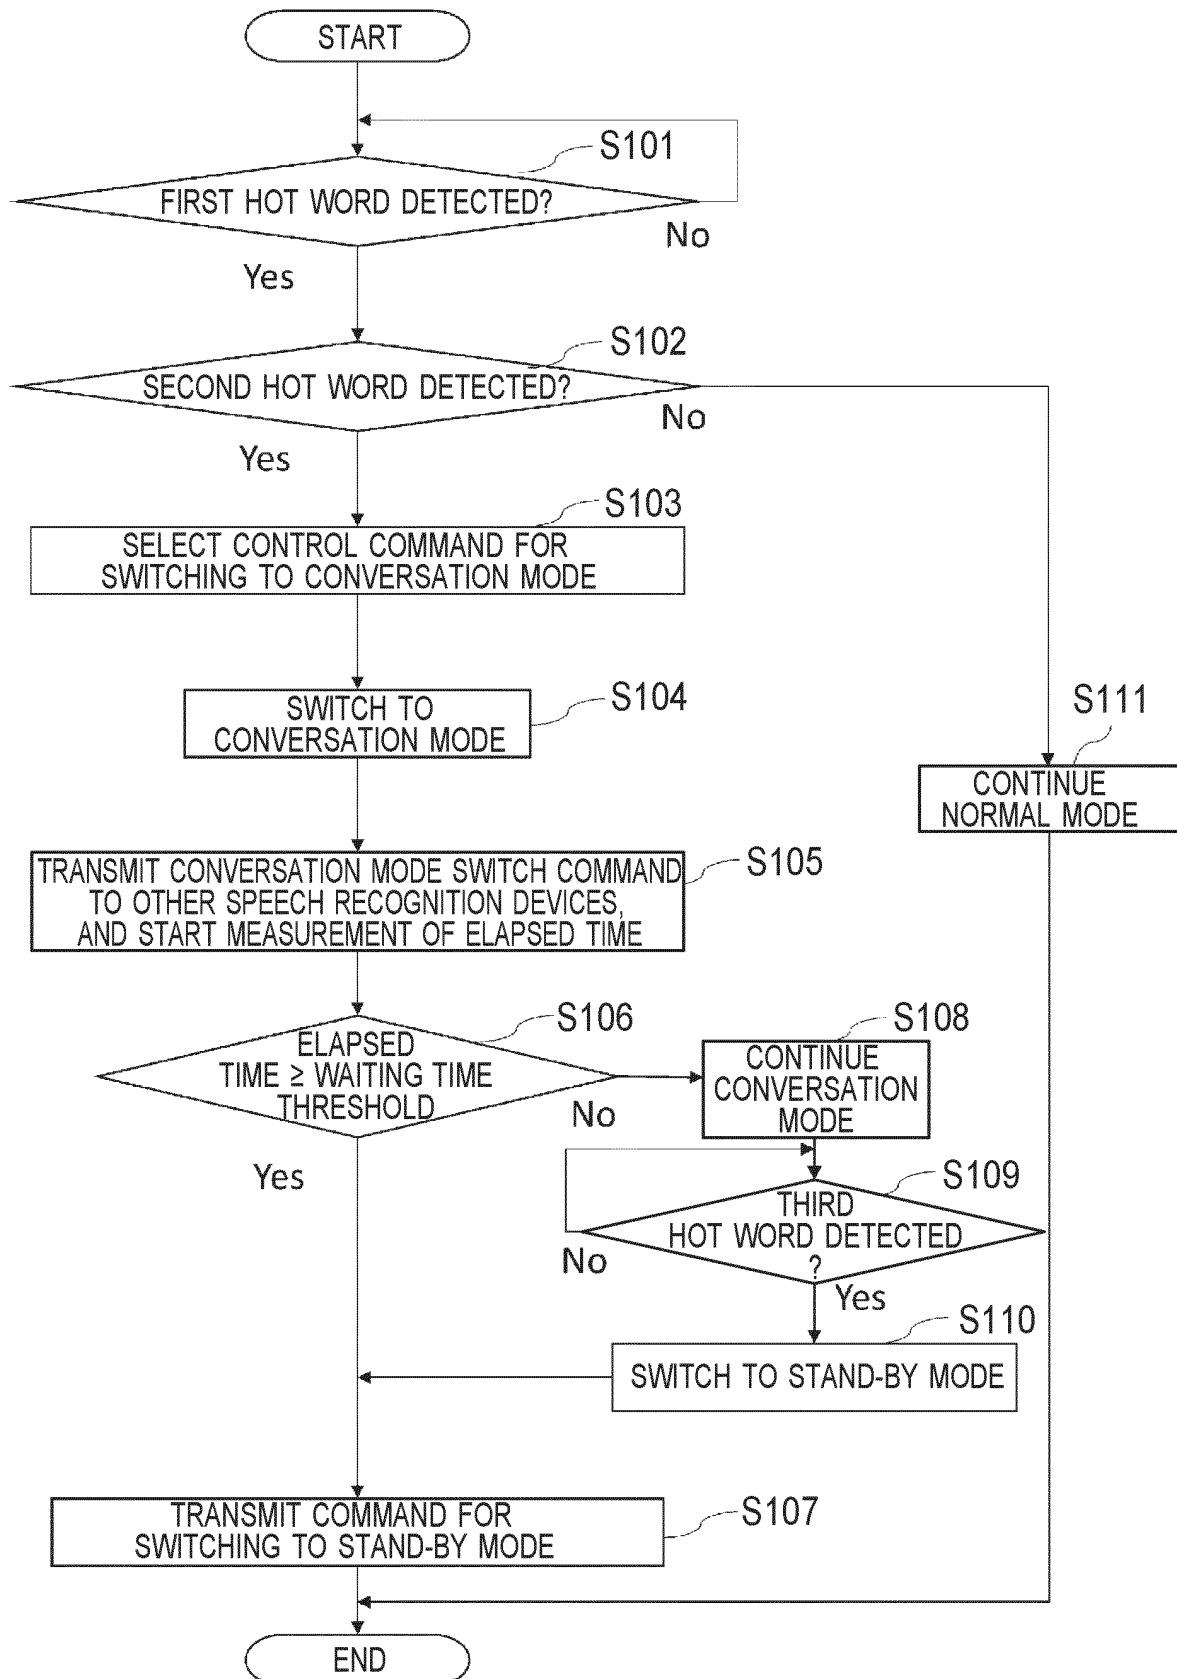 START
S101
FIRST HOT WORD DETECTED?
No
Yes
S102
SECOND HOT WORD DETECTED?
No
Yes
S103
SELECT CONTROL COMMAND FOR
SWITCHING TO CONVERSATION MODE
S104
SWITCH TO
CONVERSATION MODE
S111
CONTINUE
NORMAL MODE
S105
TRANSMIT CONVERSATION MODE SWITCH COMMAND
TO OTHER SPEECH RECOGNITION DEVICES,
AND START MEASUREMENT OF ELAPSED TIME
S106
ELAPSED
TIME ≥ WAITING TIME
THRESHOLD
No
Yes
S108
CONTINUE
CONVERSATION
MODE
S109
THIRD
HOT WORD DETECTED
?
No
Yes
S110
SWITCH TO STAND-BY MODE
S107
TRANSMIT COMMAND FOR
SWITCHING TO STAND-BY MODE
END